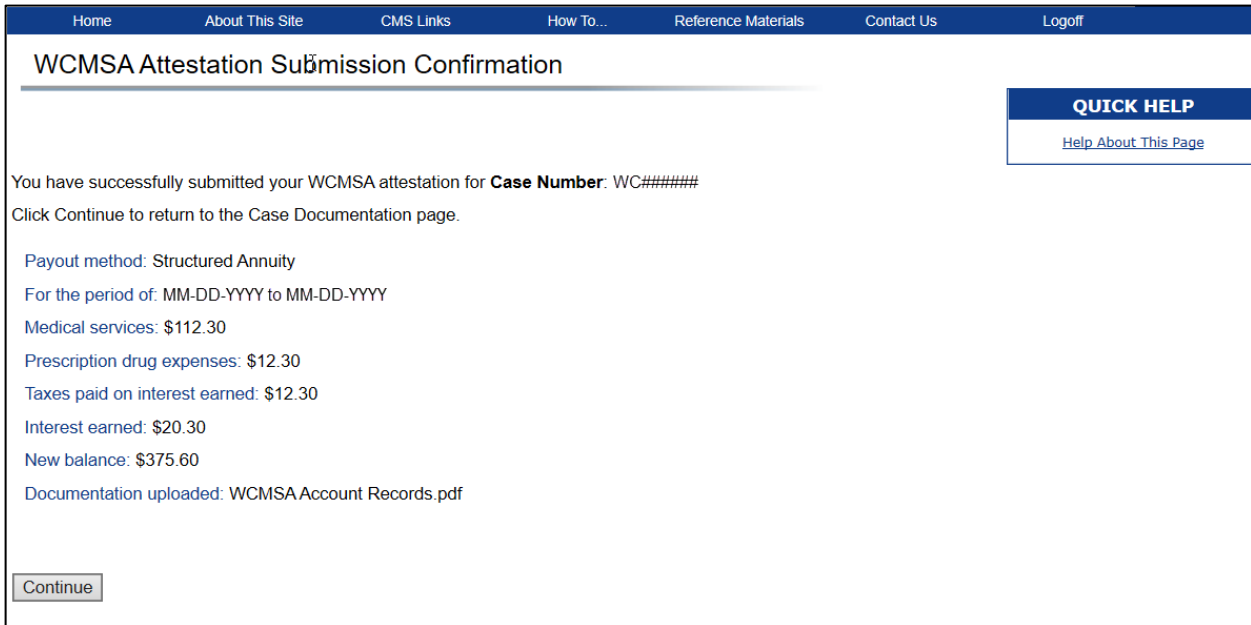 Home About This Site CMS Links How To... Reference Materials Contact Us Logoff
WCMSA Attestation Submission Confirmation
QUICK HELP
Help About This Page
You have successfully submitted your WCMSA attestation for Case Number: WC######
Click Continue to return to the Case Documentation page.
Payout method: Structured Annuity
For the period of: MM-DD-YYYY to MM-DD-YYYY
Medical services: $112.30
Prescription drug expenses: $12.30
Taxes paid on interest earned: $12.30
Interest earned: $20.30
New balance: $375.60
Documentation uploaded: WCMSA Account Records.pdf
Continue